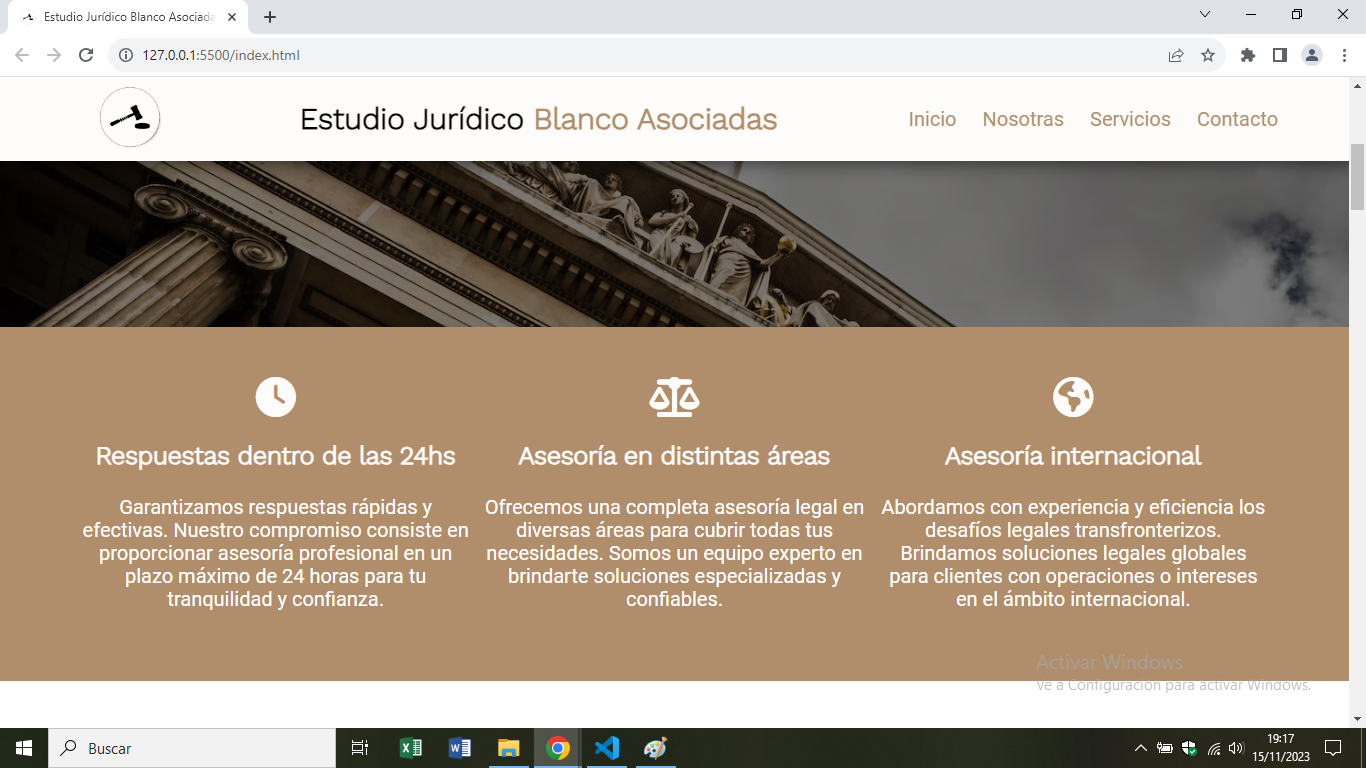 Estudio Jurídico Blanco Asociada
127.0.0.1:5500/index.html
Estudio Jurídico Blanco Asociadas
Inicio Nosotras Servicios Contacto
Respuestas dentro de las 24hs
Garantizamos respuestas rápidas y
efectivas. Nuestro compromiso consiste en
proporcionar asesoría profesional en un
plazo máximo de 24 horas para tu
tranquilidad y confianza.
Asesoría en distintas áreas
Ofrecemos una completa asesoría legal en
diversas áreas para cubrir todas tus
necesidades. Somos un equipo experto en
brindarte soluciones especializadas y
confiables.
Asesoría internacional
Abordamos con experiencia y eficiencia los
desafíos legales transfronterizos.
Brindamos soluciones legales globales
para clientes con operaciones o intereses
en el ámbito internacional.
Activar Windows
Ve a Configuración para activar Windows.
Buscar
19:17
15/11/2023